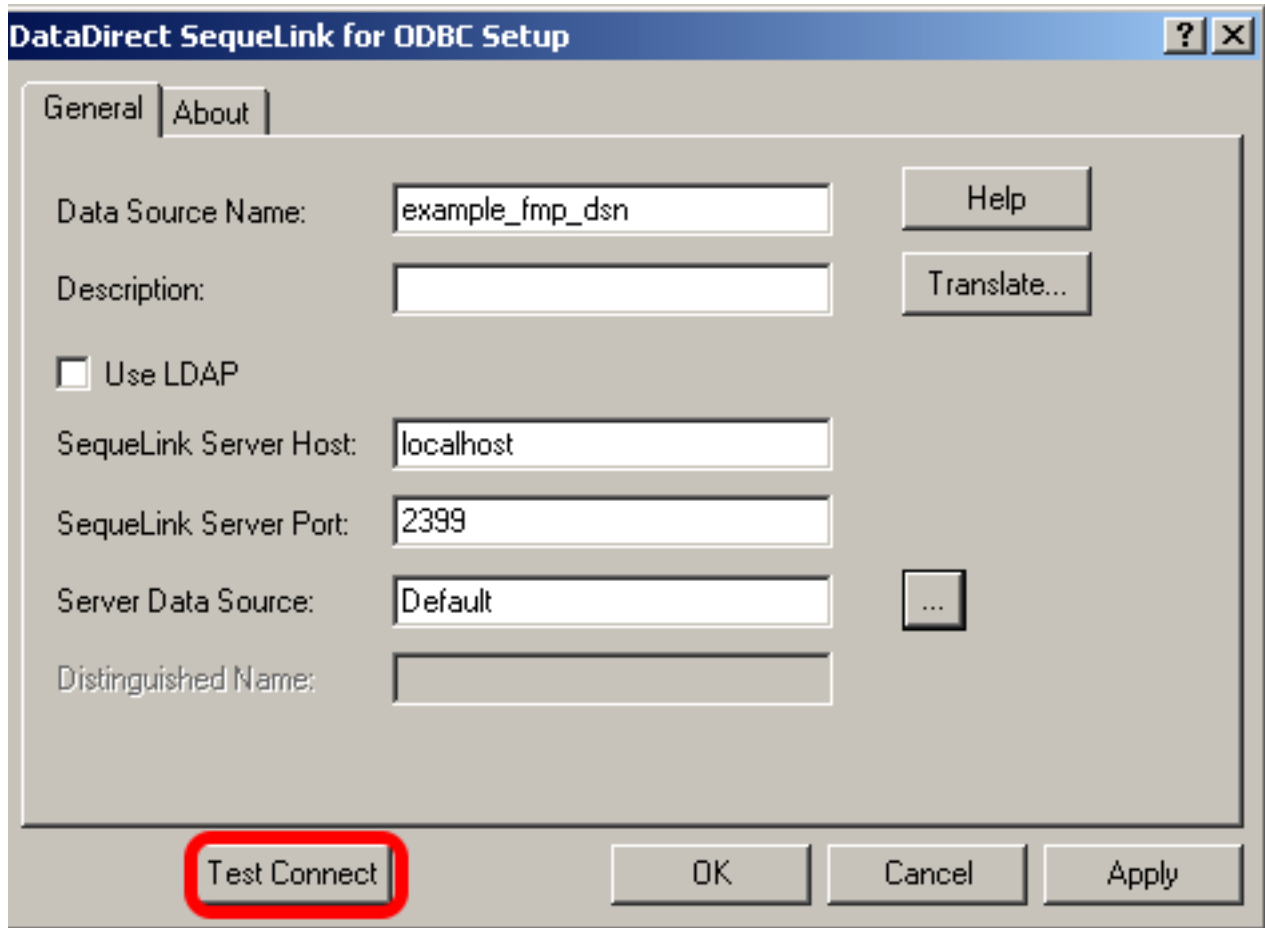 DataDirect SequeLink for ODBC Setup ? X
General About
Data Source Name: example_fmp_dsn Help
Description: Translate...
Use LDAP
SequeLink Server Host: localhost
SequeLink Server Port: 2399
Server Data Source: Default ...
Distinguished Name:
Test Connect OK Cancel Apply